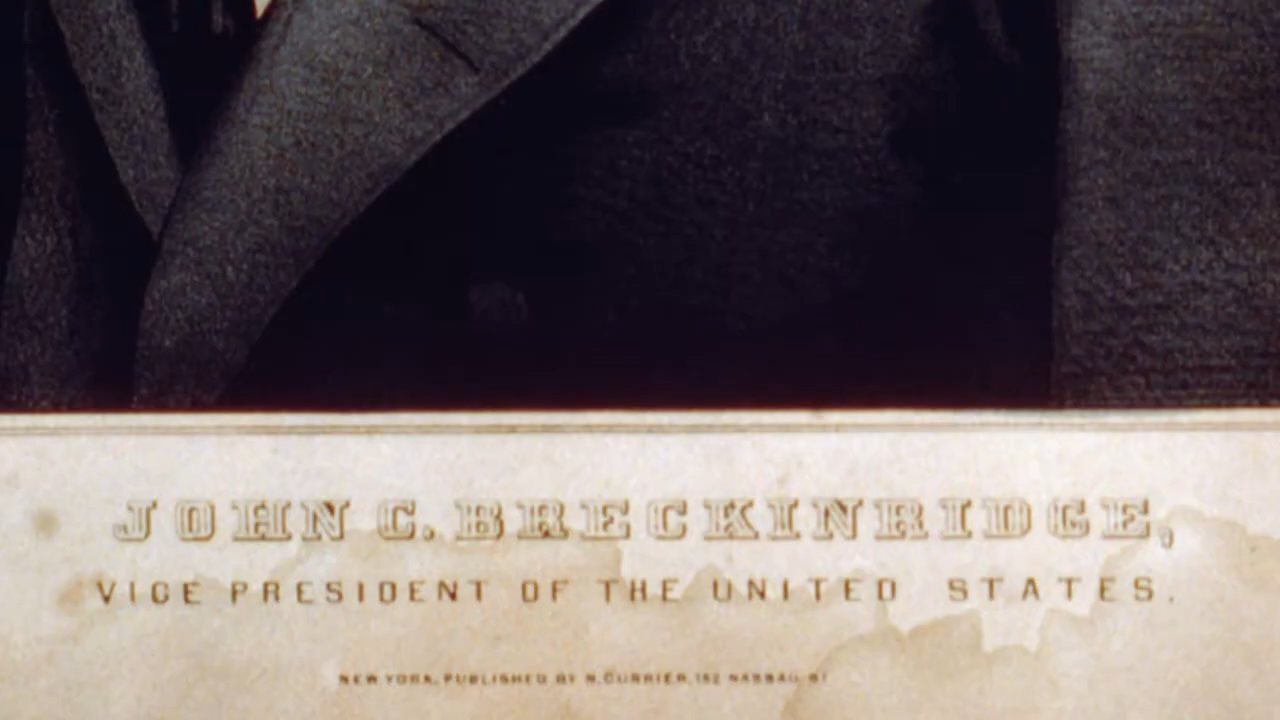 JOHN C. BRECKINRIDGE,
VICE PRESIDENT OF THE UNITED STATES.
NEW YORK, PUBLISHED BY N. CURRIER, 152 NASSAU ST